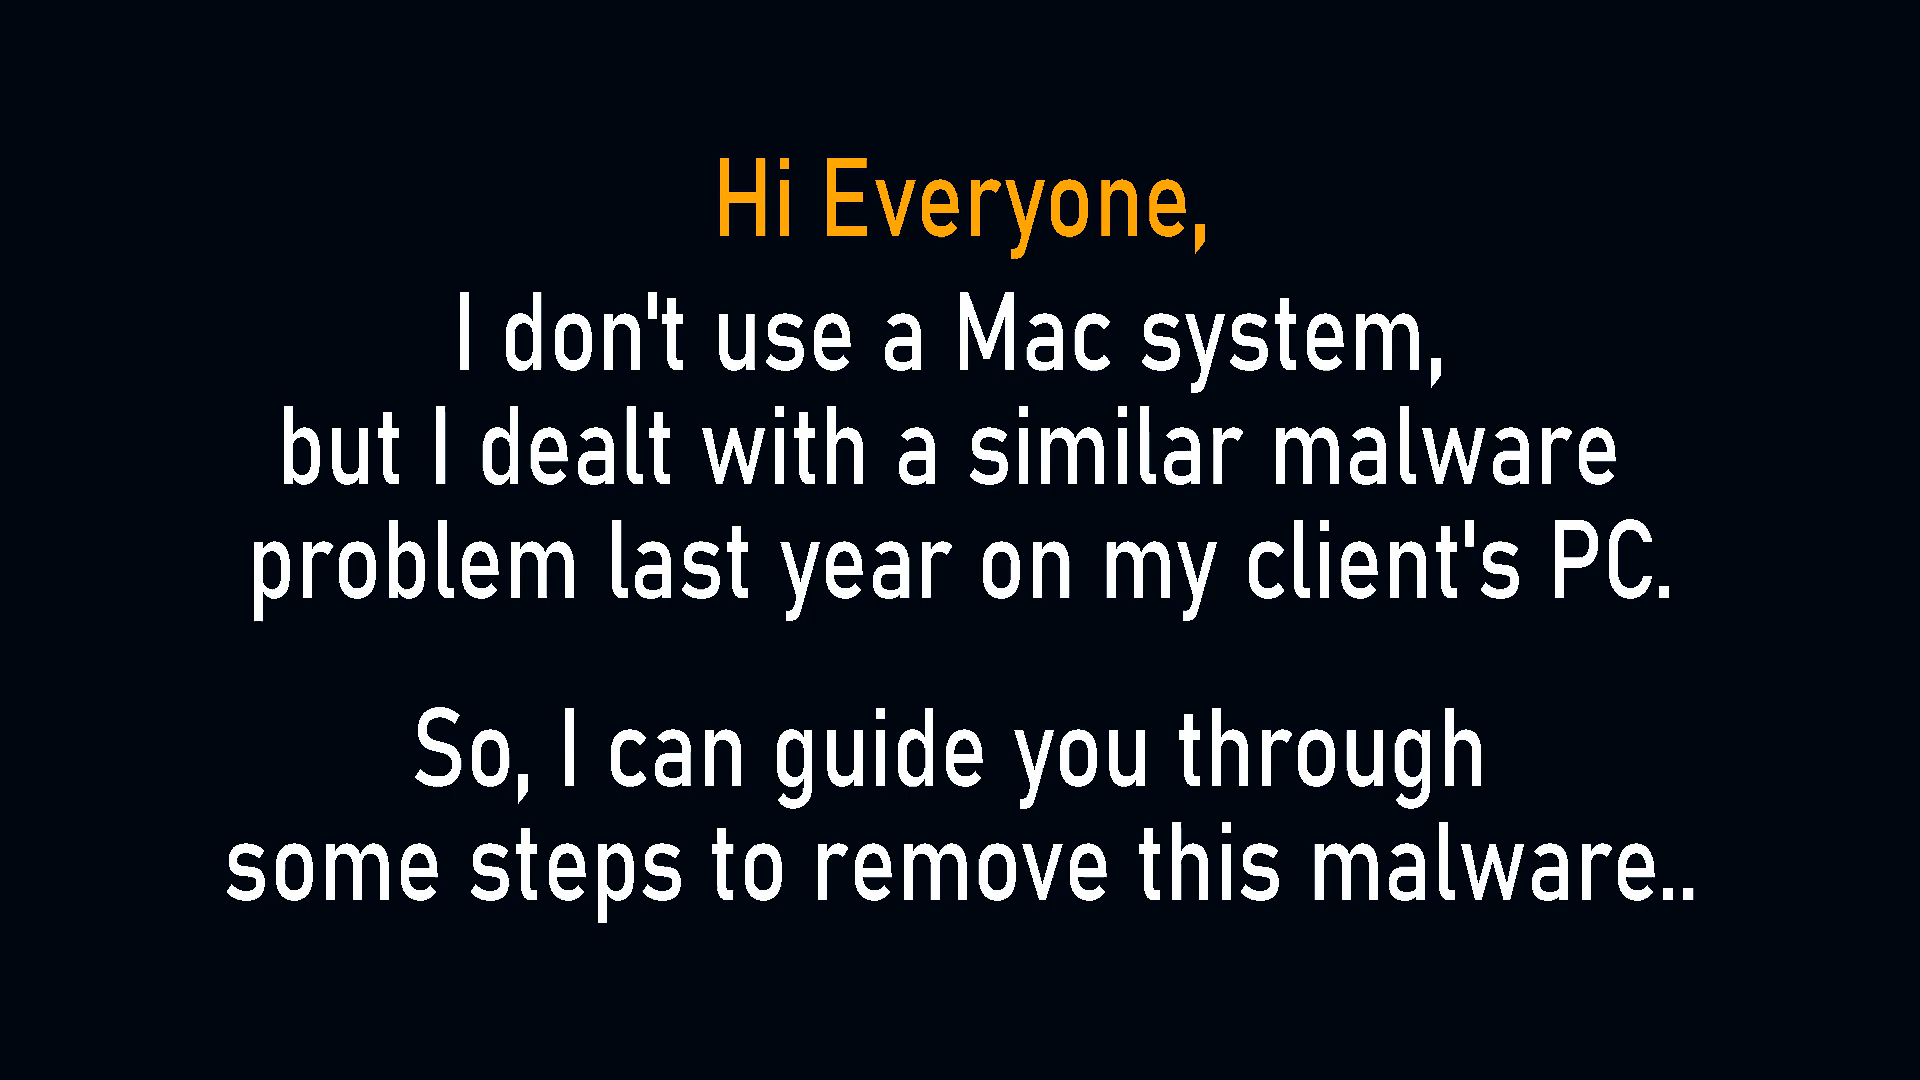 Hi Everyone,
I don't use a Mac system,
but I dealt with a similar malware
problem last year on my client's PC.
So, I can guide you through
some steps to remove this malware..